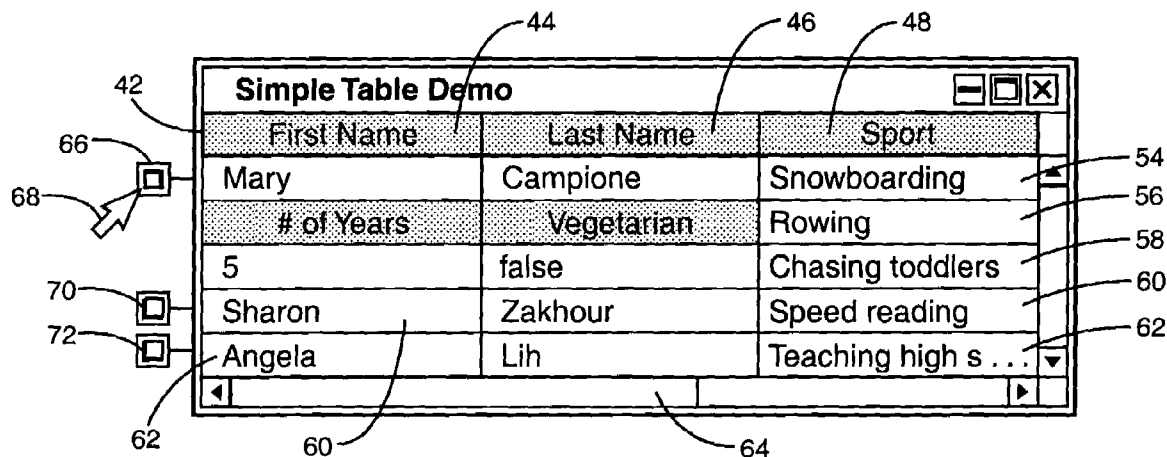 44 46 48
Simple Table Demo
42
First Name Last Name Sport
66
Mary Campione Snowboarding 54
68
# of Years Vegetarian Rowing 56
5 false Chasing toddlers 58
70
Sharon Zakhour Speed reading 60
72
Angela Lih Teaching high s . . . 62
62 60 64